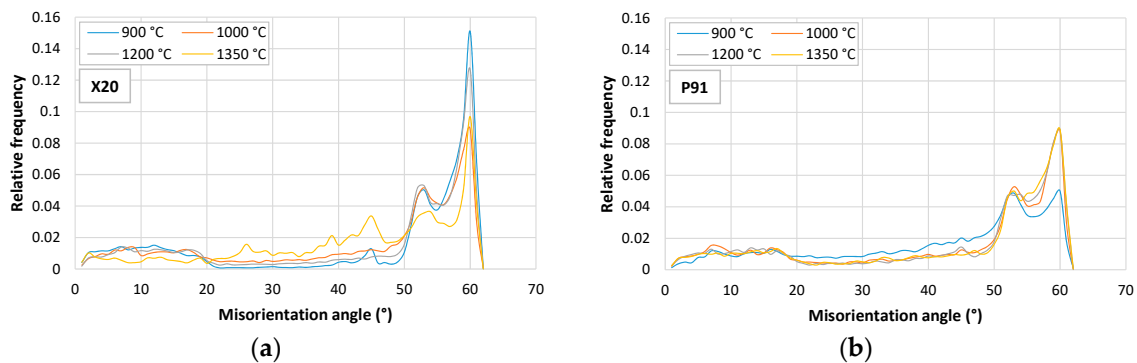 0.16
0.14
0.12
0.1
0.08
0.06
0.04
0.02
0
Relative frequency
900 °C 1000 °C
1200 °C 1350 °C
X20
0 10 20 30 40 50 60 70
Misorientation angle (°)
(a)
0.16
0.14
0.12
0.1
0.08
0.06
0.04
0.02
0
Relative frequency
900 °C 1000 °C
1200 °C 1350 °C
P91
0 10 20 30 40 50 60 70
Misorientation angle (°)
(b)